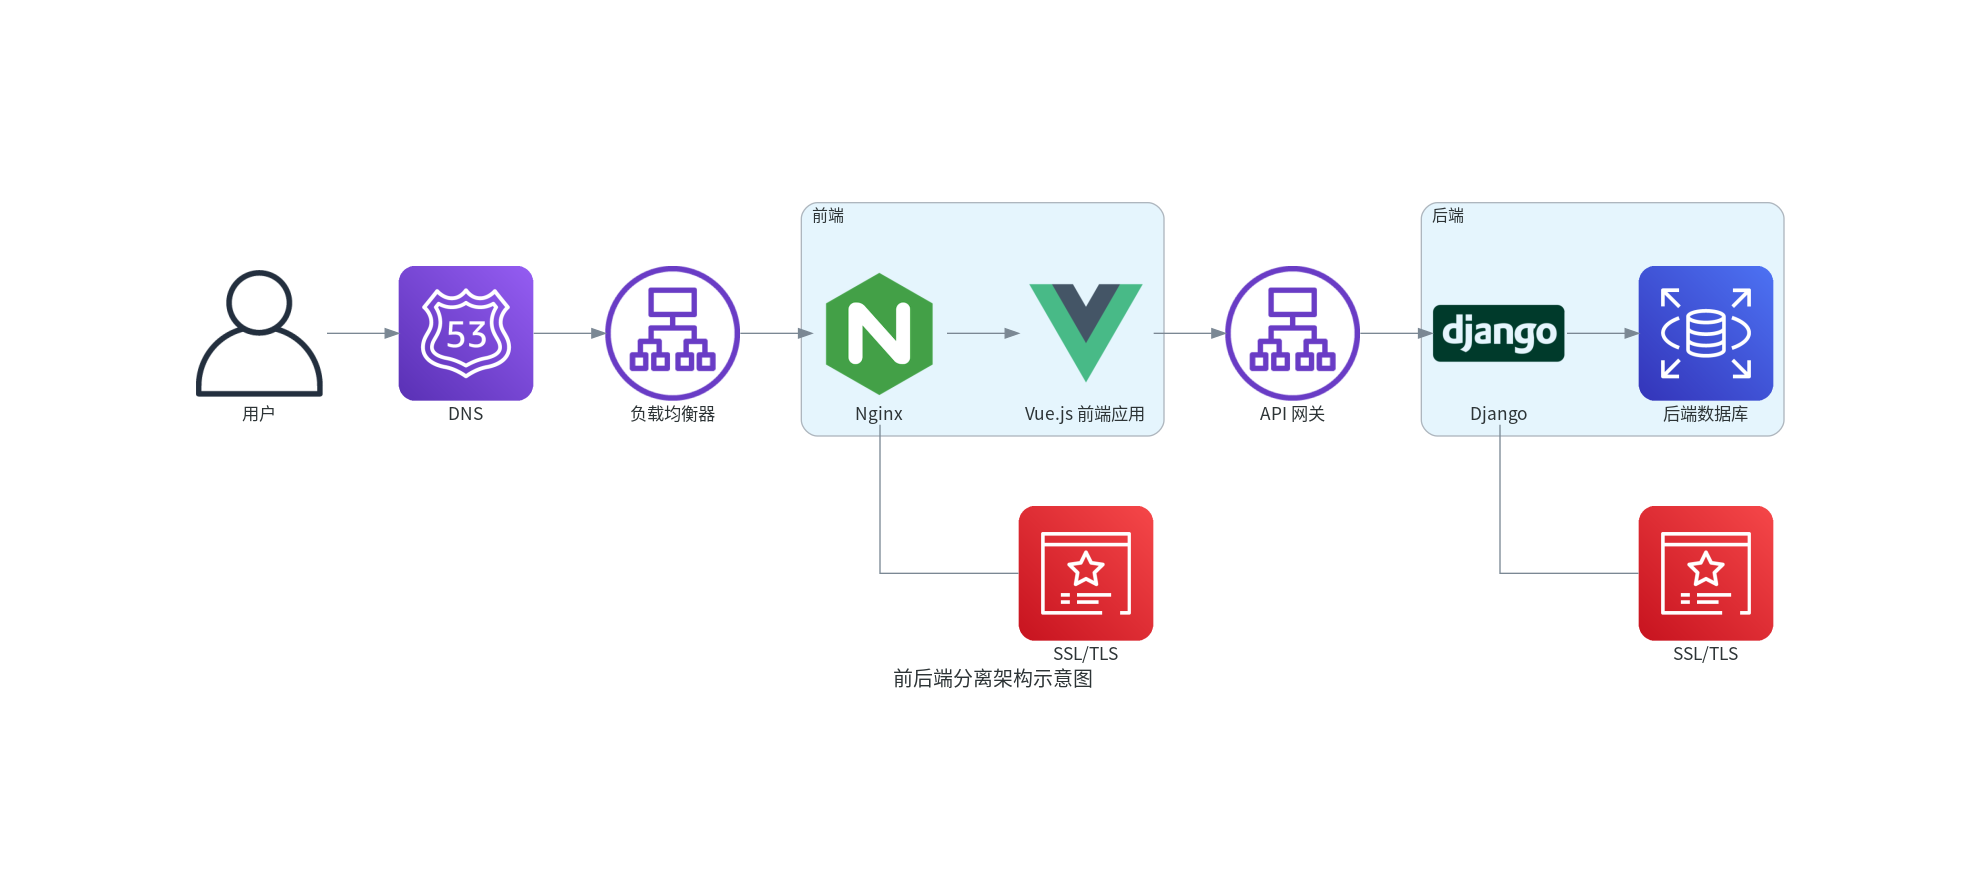 前端
后端
53
N
django
用户
DNS
负载均衡器
Nginx
Vue.js 前端应用
API 网关
Django
后端数据库
SSL/TLS
SSL/TLS
前后端分离架构示意图